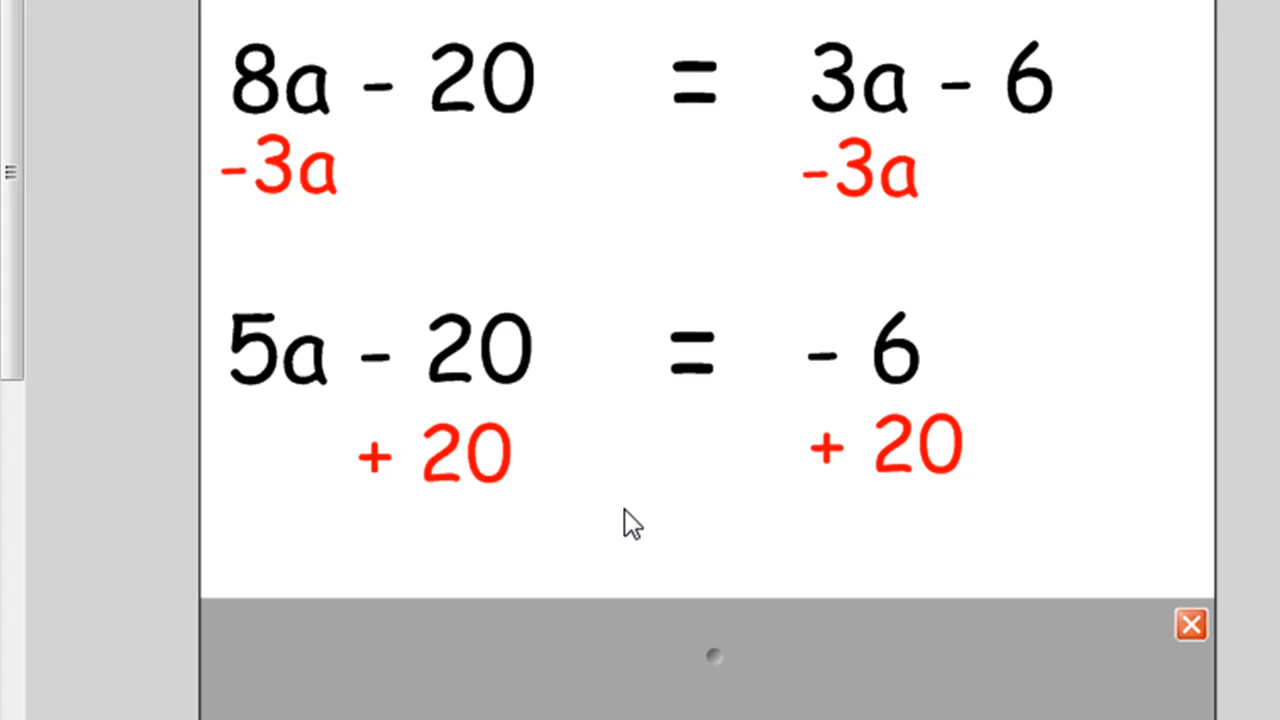 8a - 20 = 3a - 6
-3a -3a
5a - 20 = - 6
+ 20 + 20